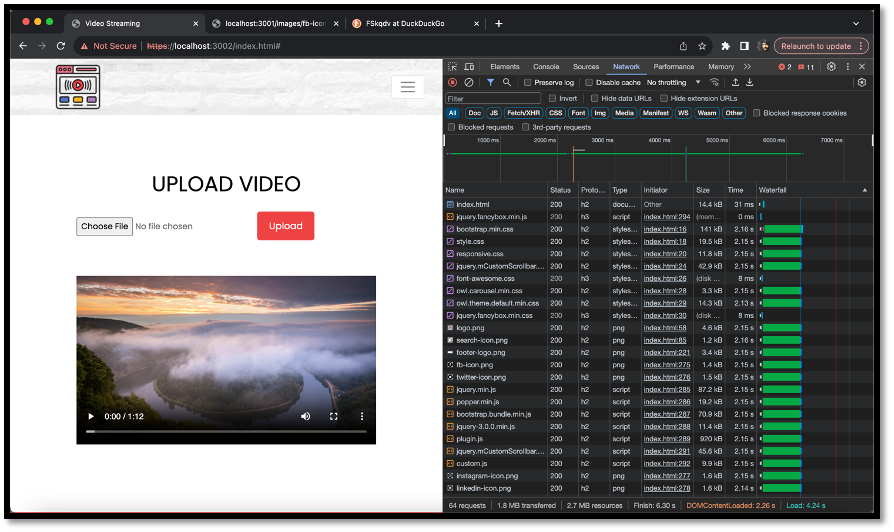 Video Streaming
localhost:3001/images/fb-icon
FSkqdv at DuckDuckGo
Not Secure
https://localhost:3002/index.html#
Relaunch to update
UPLOAD VIDEO
Choose File No file chosen
Upload
0:00 / 1:12
Elements Console Sources Network Performance Memory 2 11
Preserve log Disable cache No throttling
Filter Invert Hide data URLs Hide extension URLs
All Doc JS Fetch/XHR CSS Font Img Media Manifest WS Wasm Other Blocked response cookies
Blocked requests 3rd-party requests
1000 ms 2000 ms 3000 ms 4000 ms 5000 ms 6000 ms 7000 ms
Name Status Proto... Type Initiator Size Time Waterfall
index.html 200 h2 docu... Other 14.4 kB 31 ms
jquery.fancybox.min.js 200 h3 script index.html:294 (mem... 0 ms
bootstrap.min.css 200 h2 styles... index.html:16 141 kB 2.16 s
style.css 200 h2 styles... index.html:18 19.5 kB 2.15 s
responsive.css 200 h2 styles... index.html:20 11.8 kB 2.15 s
jquery.mCustomScrollbar.... 200 h2 styles... index.html:24 42.9 kB 2.15 s
font-awesome.css 200 h3 styles... index.html:26 (disk ... 8 ms
owl.carousel.min.css 200 h2 styles... index.html:28 3.3 kB 2.15 s
owl.theme.default.min.css 200 h2 styles... index.html:29 14.3 kB 2.13 s
jquery.fancybox.min.css 200 h3 styles... index.html:30 (disk ... 8 ms
logo.png 200 h2 png index.html:58 4.6 kB 2.15 s
search-icon.png 200 h2 png index.html:85 1.2 kB 2.16 s
footer-logo.png 200 h2 png index.html:221 3.4 kB 2.15 s
fb-icon.png 200 h2 png index.html:275 1.4 kB 2.15 s
twitter-icon.png 200 h2 png index.html:276 1.5 kB 2.15 s
jquery.min.js 200 h2 script index.html:285 87.2 kB 2.15 s
popper.min.js 200 h2 script index.html:286 19.2 kB 2.15 s
bootstrap.bundle.min.js 200 h2 script index.html:287 70.9 kB 2.15 s
jquery-3.0.0.min.js 200 h2 script index.html:288 11.4 kB 2.15 s
plugin.js 200 h2 script index.html:289 920 kB 2.15 s
jquery.mCustomScrollbar.... 200 h2 script index.html:291 45.6 kB 2.15 s
custom.js 200 h2 script index.html:292 9.9 kB 2.15 s
instagram-icon.png 200 h2 png index.html:277 1.6 kB 2.15 s
linkedin-icon.png 200 h2 png index.html:278 1.6 kB 2.14 s
64 requests 1.8 MB transferred 2.7 MB resources Finish: 6.30 s DOMContentLoaded: 2.26 s Load: 4.24 s